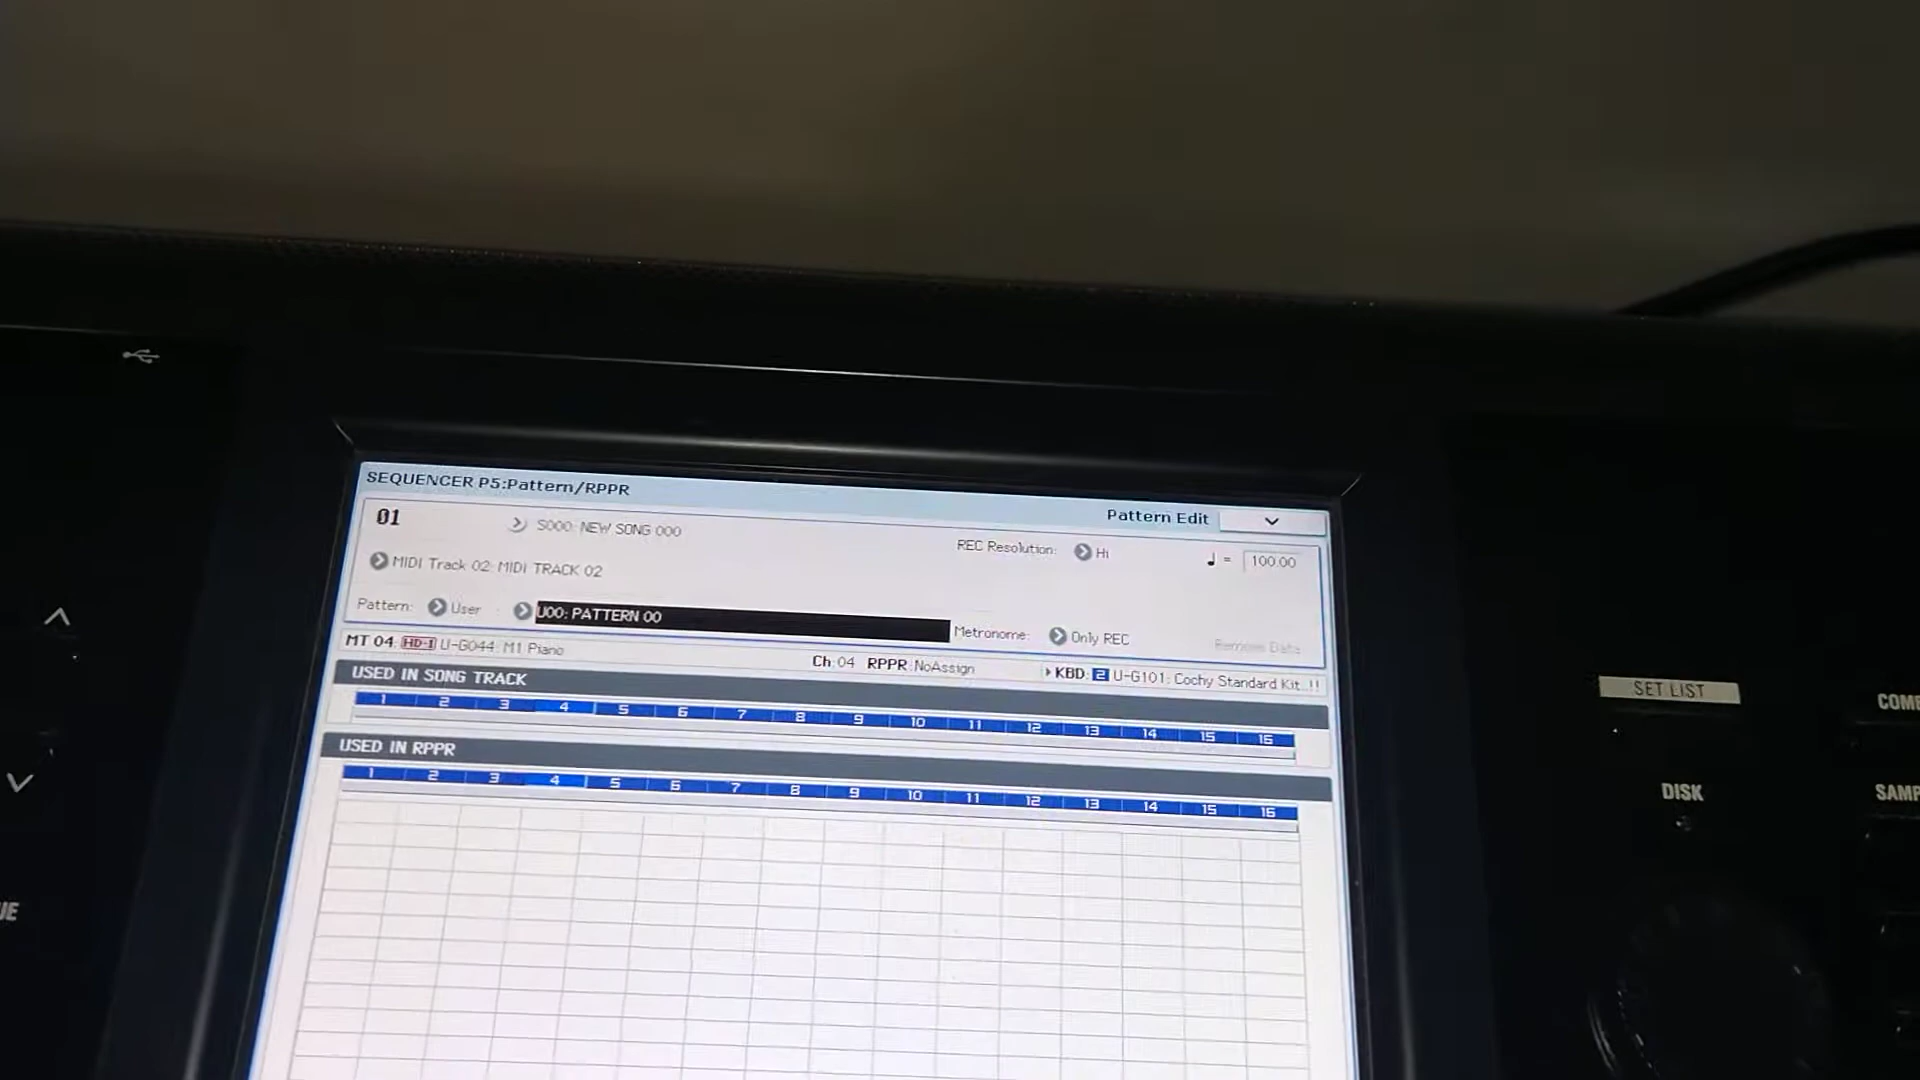 SEQUENCER P5:Pattern/RPPR
Pattern Edit
01
S000: NEW SONG 000
REC Resolution: Hi
♩ = 100.00
MIDI Track 02: MIDI TRACK 02
Pattern: User
U00: PATTERN 00
Metronome: Only REC
Remove Data
MT 04: HD-1 U-G044: M1 Piano
Ch:04 RPPR:NoAssign
KBD: 2 U-G101: Cochy Standard Kit..!!
USED IN SONG TRACK
1 2 3 4 5 6 7 8 9 10 11 12 13 14 15 16
USED IN RPPR
1 2 3 4 5 6 7 8 9 10 11 12 13 14 15 16
SET LIST
DISK